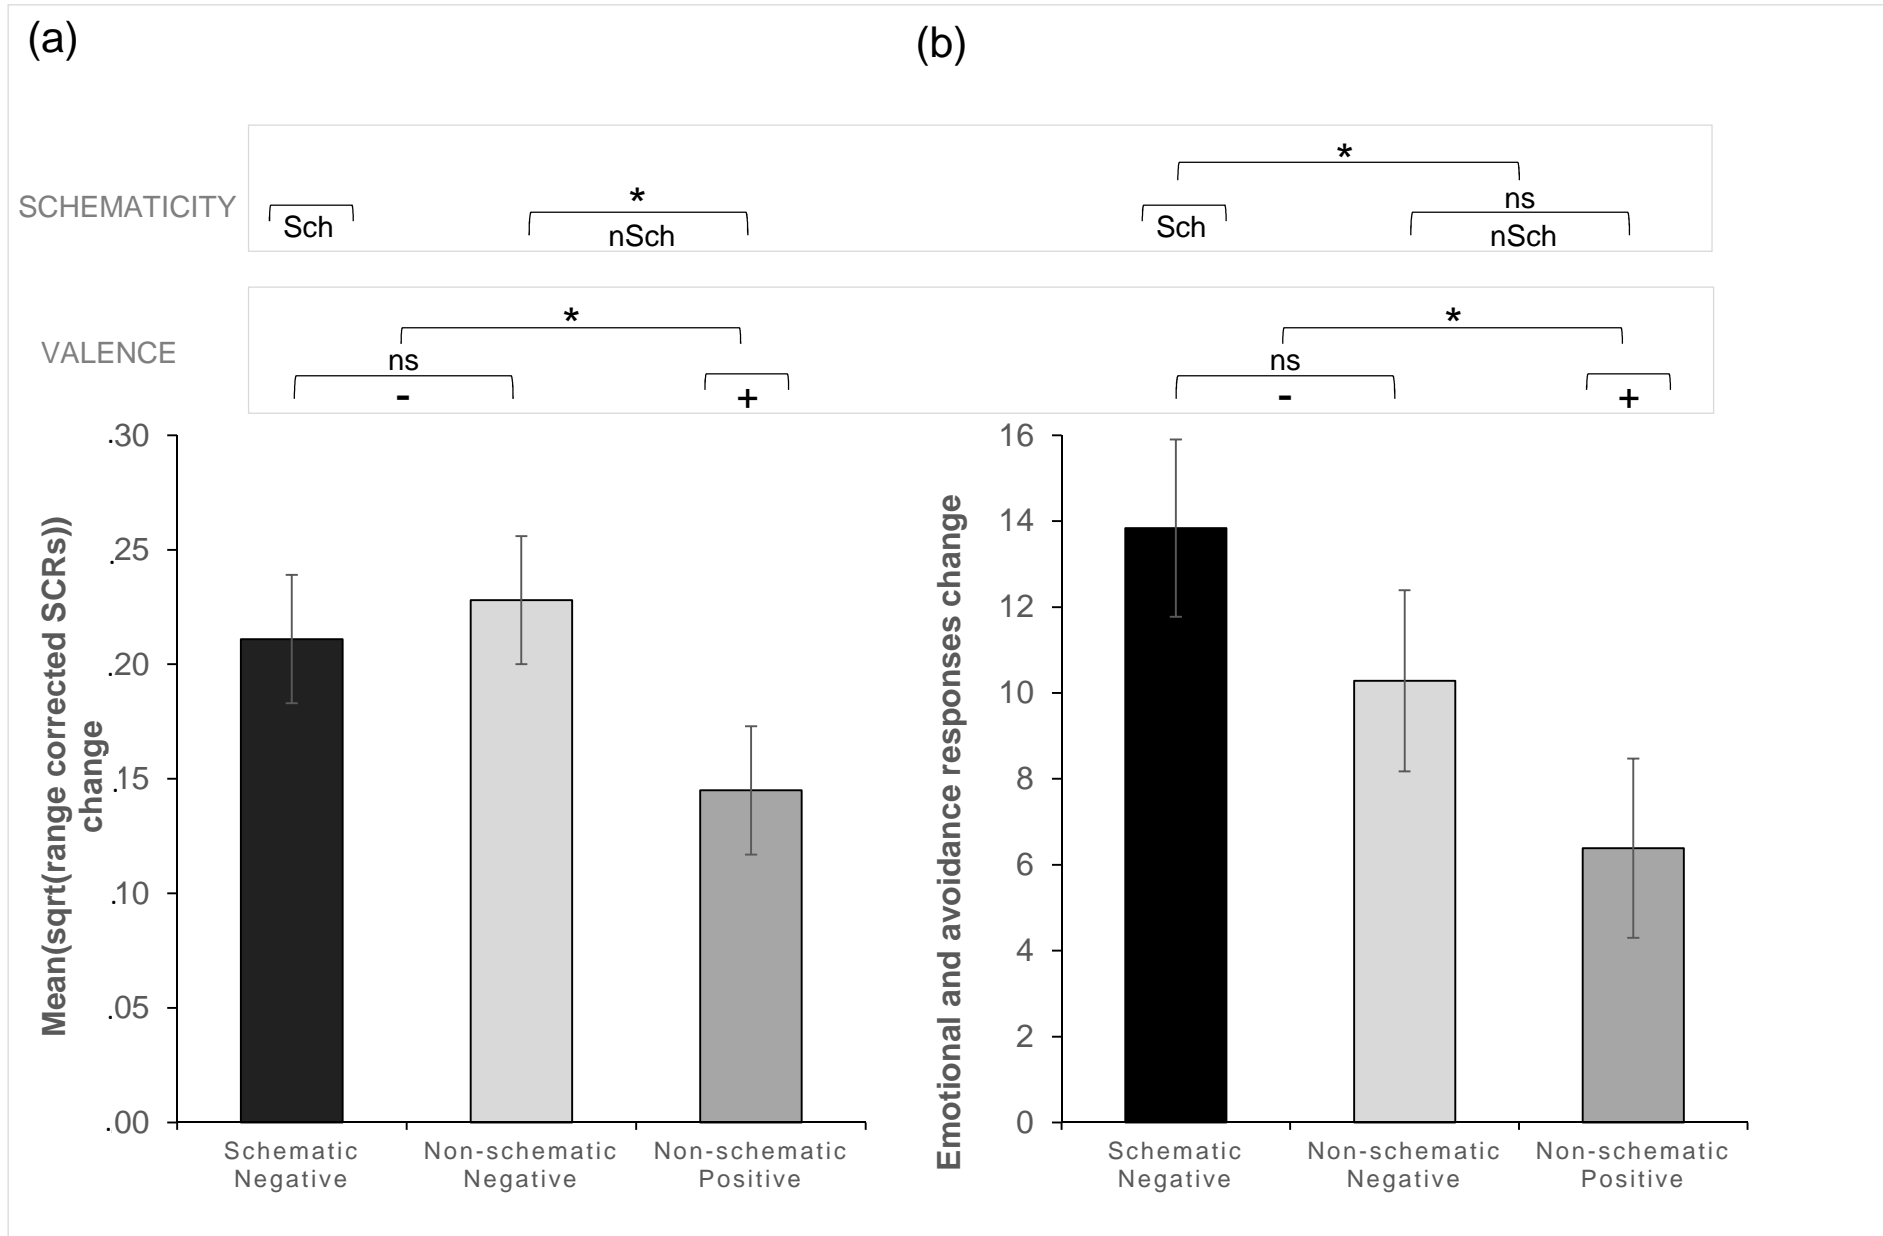 (a)
(b)
SCHEMATICITY
Sch
*
nSch
*
Sch
ns
nSch
VALENCE
*
ns
-
+
*
ns
-
+
.30
.25
.20
.15
.10
.05
.00
Mean(sqrt(range corrected SCRs))
change
Schematic
Negative
Non-schematic
Negative
Non-schematic
Positive
16
14
12
10
8
6
4
2
0
Emotional and avoidance responses change
Schematic
Negative
Non-schematic
Negative
Non-schematic
Positive